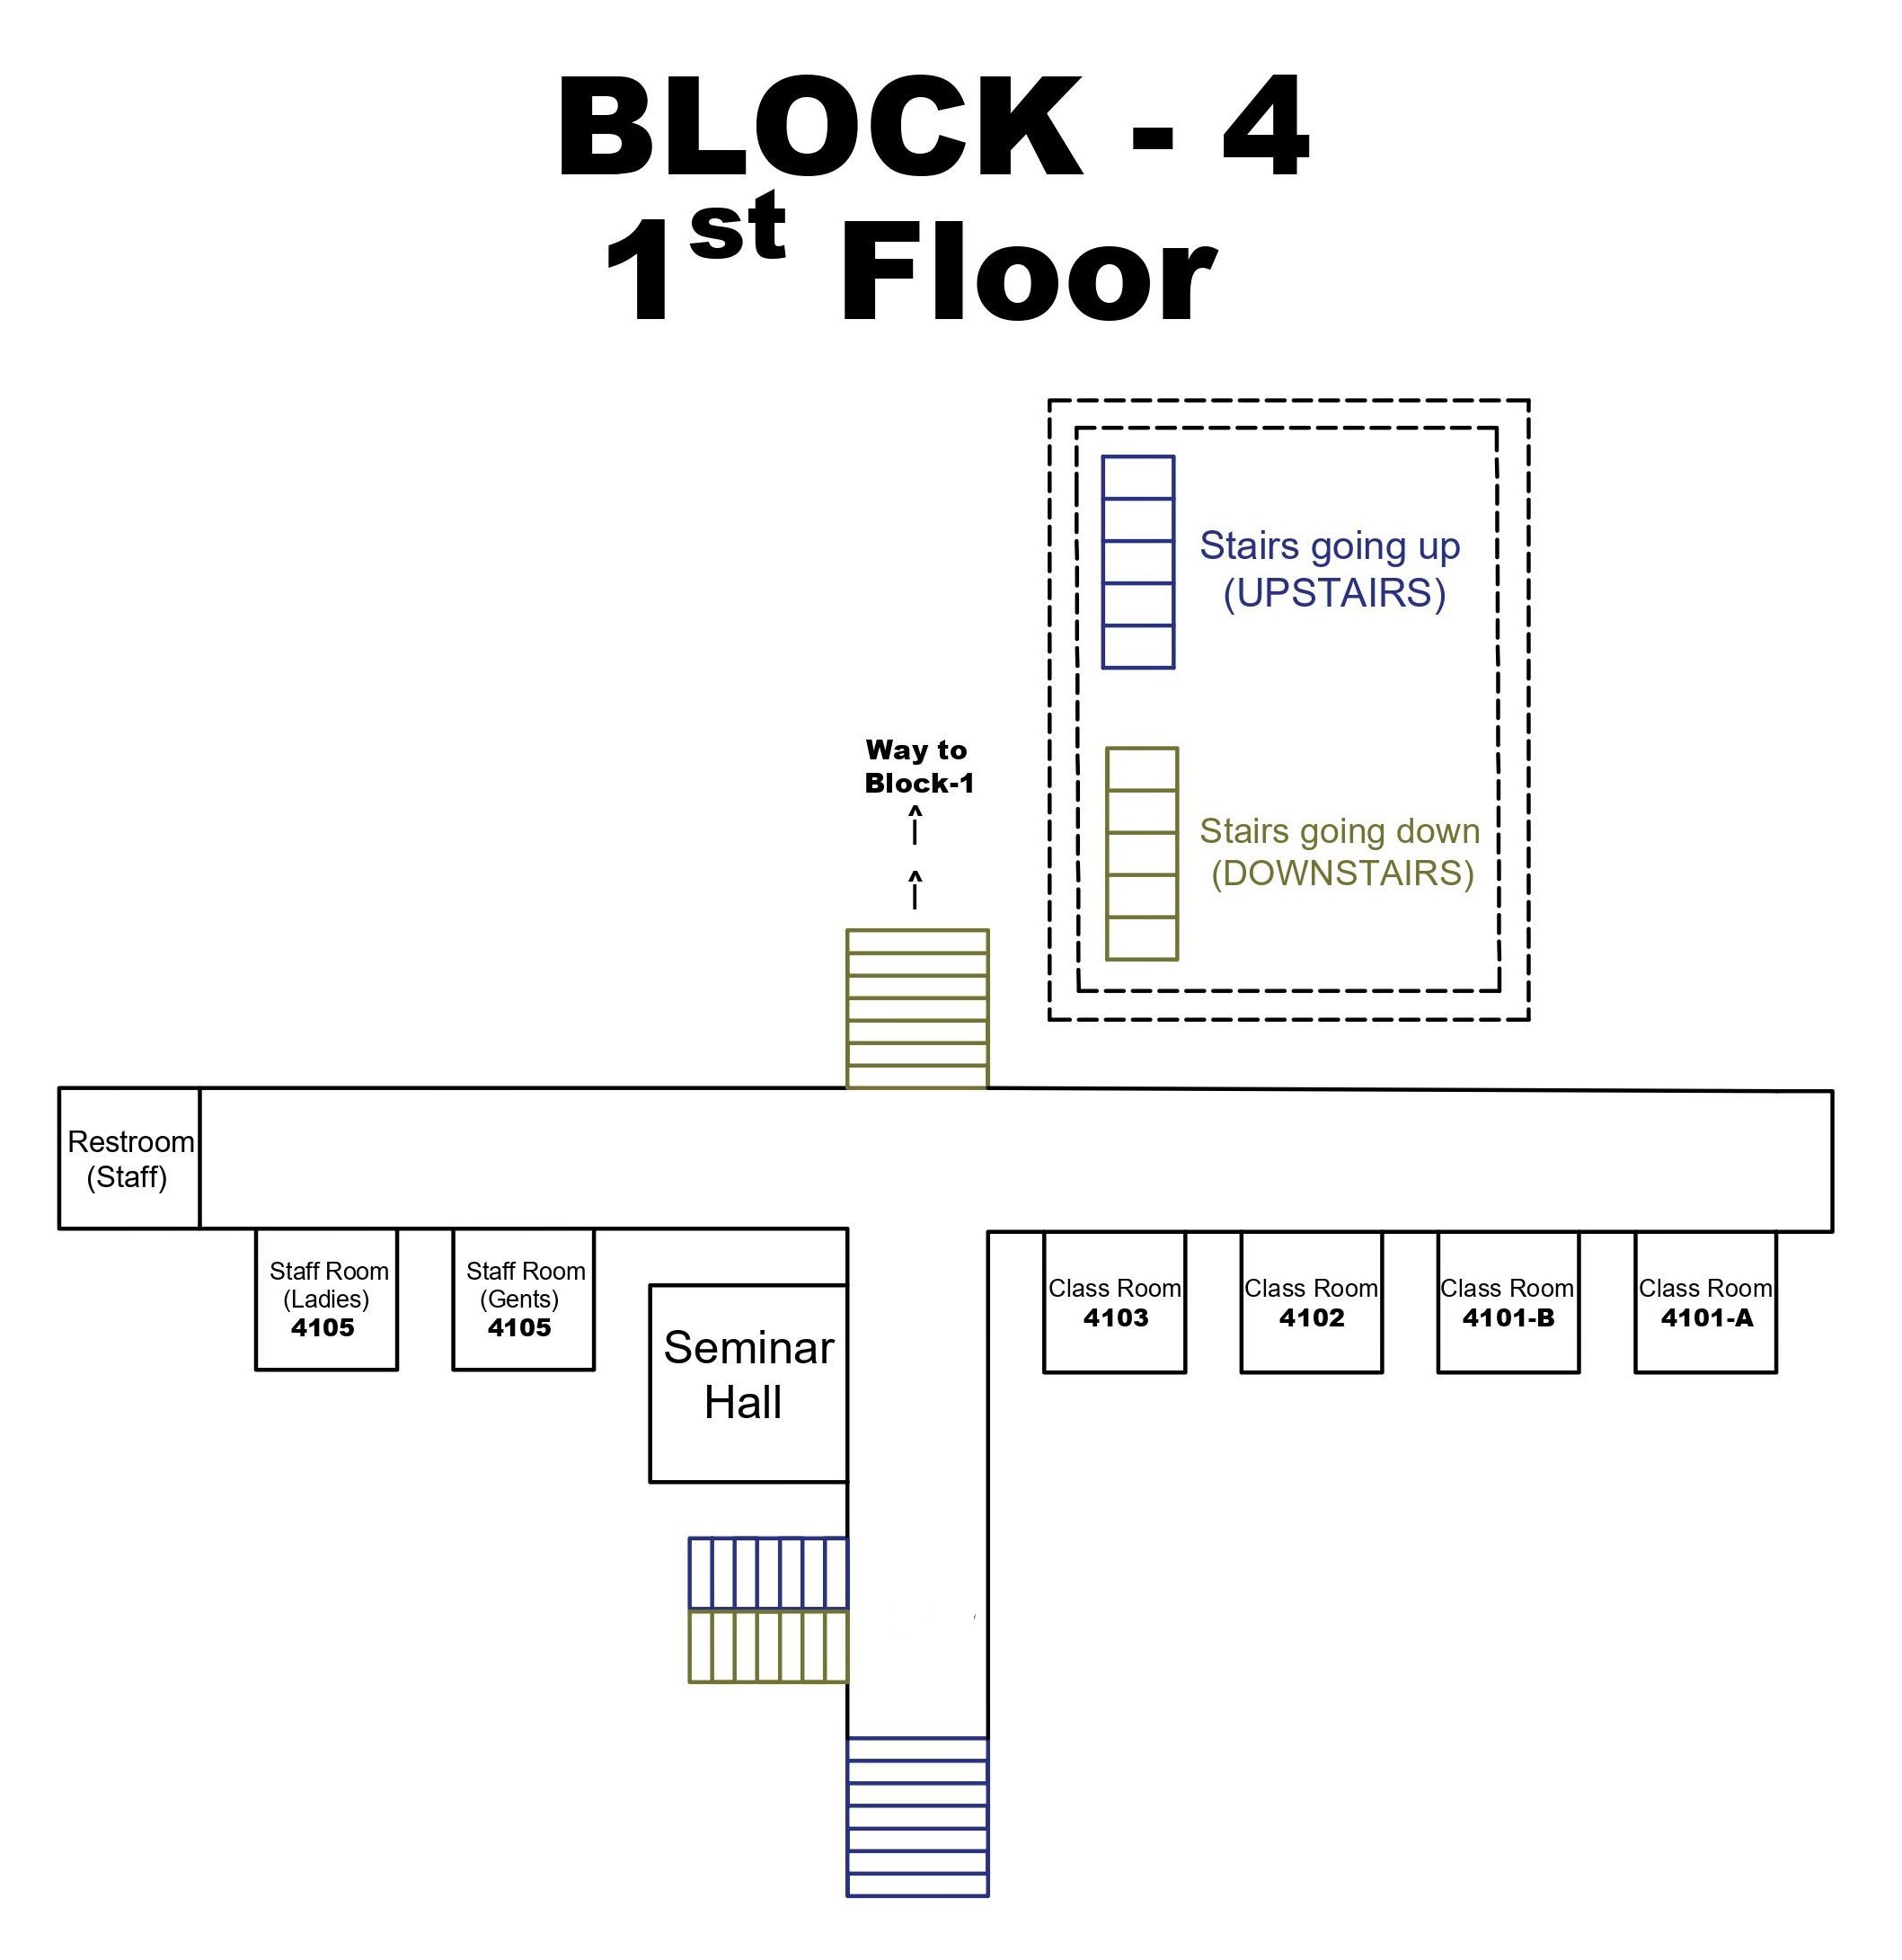 BLOCK - 4
1st Floor
Stairs going up
(UPSTAIRS)
Way to
Block-1
Stairs going down
(DOWNSTAIRS)
Restroom
(Staff)
Staff Room
(Ladies)
4105
Staff Room
(Gents)
4105
Seminar
Hall
Class Room
4103
Class Room
4102
Class Room
4101-B
Class Room
4101-A